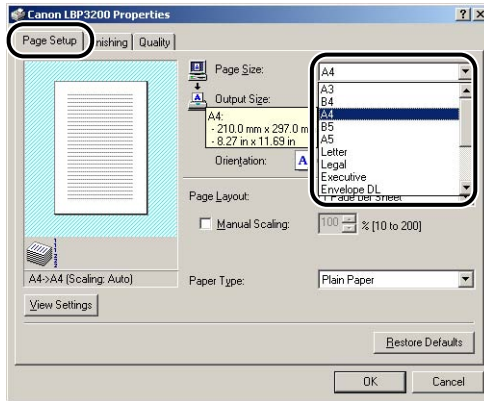 Canon LBP3200 Properties
Page Setup
nishing
Quality
Page Size:
A4
A3
B4
A4
B5
A5
Letter
Legal
Executive
Envelope DL
Output Size:
A4:
- 210.0 mm x 297.0 m
- 8.27 in x 11.69 in
Orientation:
A
Page Layout:
1 Page per Sheet
Manual Scaling:
100 % [10 to 200]
A4->A4 (Scaling: Auto)
Paper Type:
Plain Paper
View Settings
Restore Defaults
OK
Cancel